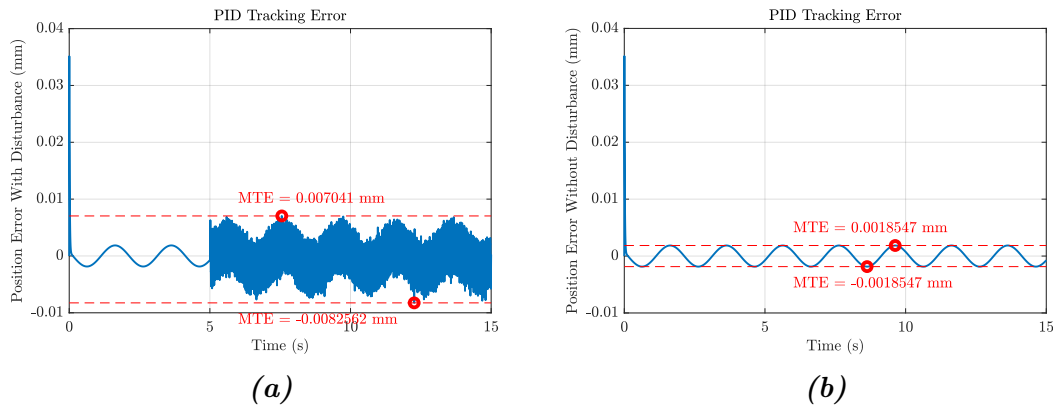 PID Tracking Error
Position Error With Disturbance (mm)
0.04
0.03
0.02
0.01
0
-0.01
MTE = 0.007041 mm
MTE = -0.0082562 mm
0
5
10
15
Time (s)
(a)
PID Tracking Error
Position Error Without Disturbance (mm)
0.04
0.03
0.02
0.01
0
-0.01
MTE = 0.0018547 mm
MTE = -0.0018547 mm
0
5
10
15
Time (s)
(b)